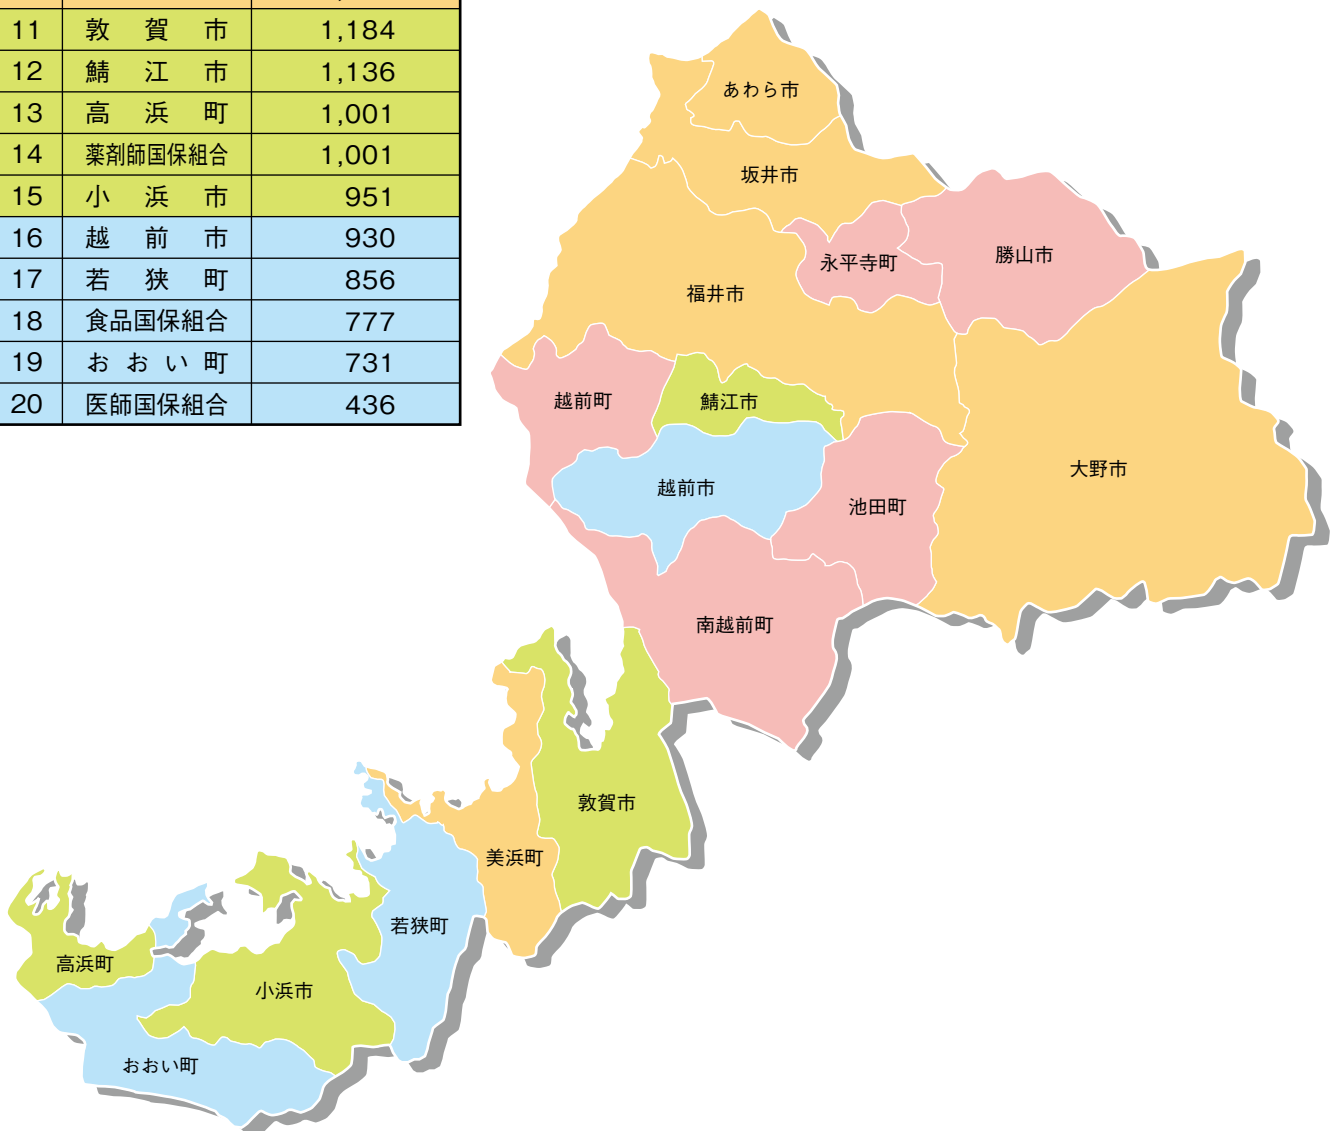 11 敦賀市 1,184
12 鯖江市 1,136
13 高浜町 1,001
14 薬剤師国保組合 1,001
15 小浜市 951
16 越前市 930
17 若狭町 856
18 食品国保組合 777
19 おおい町 731
20 医師国保組合 436
あわら市
坂井市
永平寺町
勝山市
福井市
越前町
鯖江市
大野市
越前市
池田町
南越前町
敦賀市
美浜町
若狭町
高浜町
小浜市
おおい町